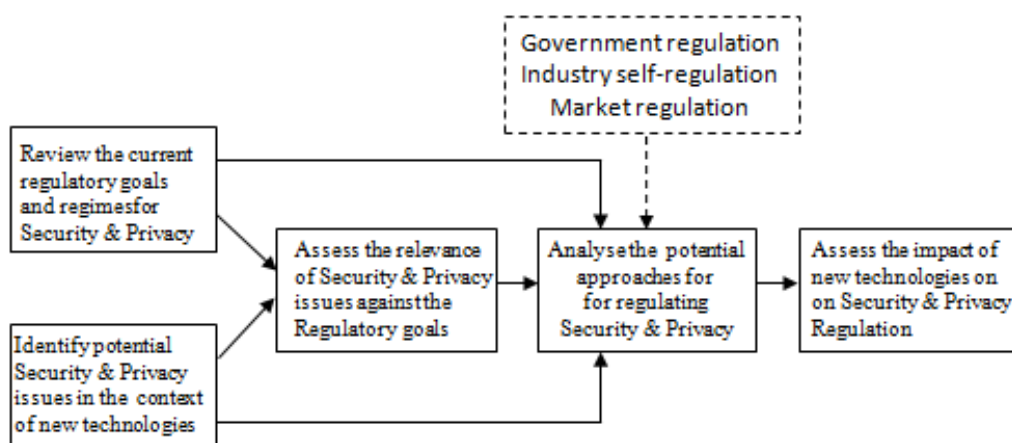 Government regulation
Industry self-regulation
Market regulation
Review the current
regulatory goals
and regimesfor
Security & Privacy
Assess the relevance
of Security & Privacy
issues against the
Regulatory goals
Analyse the potential
approaches for
for regulating
Security & Privacy
Assess the impact of
new technologies on
on Security & Privacy
Regulation
Identify potential
Security & Privacy
issues in the context
of new technologies